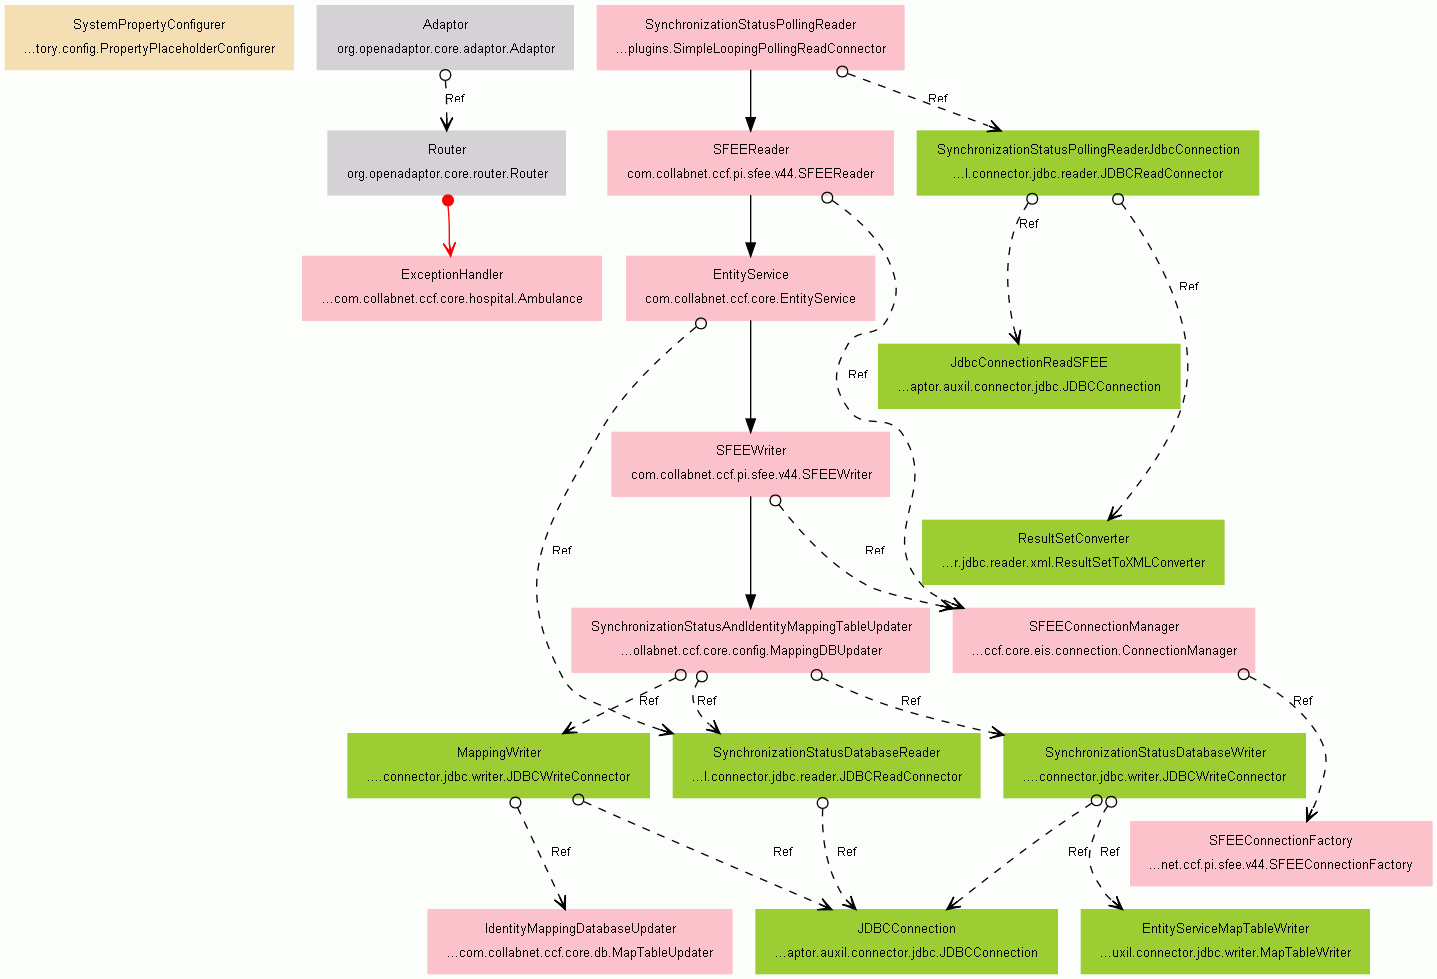 SystemPropertyConfigurer
...tory.config.PropertyPlaceholderConfigurer
Adaptor
org.openadaptor.core.adaptor.Adaptor
SynchronizationStatusPollingReader
...plugins.SimpleLoopingPollingReadConnector
Ref
Ref
Router
org.openadaptor.core.router.Router
SFEEReader
com.collabnet.ccf.pi.sfee.v44.SFEEReader
SynchronizationStatusPollingReaderJdbcConnection
...l.connector.jdbc.reader.JDBCReadConnector
Ref
ExceptionHandler
...com.collabnet.ccf.core.hospital.Ambulance
EntityService
com.collabnet.ccf.core.EntityService
Ref
JdbcConnectionReadSFEE
...aptor.auxil.connector.jdbc.JDBCConnection
Ref
SFEEWriter
com.collabnet.ccf.pi.sfee.v44.SFEEWriter
ResultSetConverter
...r.jdbc.reader.xml.ResultSetToXMLConverter
Ref
Ref
SynchronizationStatusAndIdentityMappingTableUpdater
...ollabnet.ccf.core.config.MappingDBUpdater
SFEEConnectionManager
...ccf.core.eis.connection.ConnectionManager
Ref
Ref
Ref
Ref
MappingWriter
....connector.jdbc.writer.JDBCWriteConnector
SynchronizationStatusDatabaseReader
...l.connector.jdbc.reader.JDBCReadConnector
SynchronizationStatusDatabaseWriter
....connector.jdbc.writer.JDBCWriteConnector
SFEEConnectionFactory
...net.ccf.pi.sfee.v44.SFEEConnectionFactory
Ref
Ref
Ref
Ref
Ref
IdentityMappingDatabaseUpdater
...com.collabnet.ccf.core.db.MapTableUpdater
JDBCConnection
...aptor.auxil.connector.jdbc.JDBCConnection
EntityServiceMapTableWriter
...uxil.connector.jdbc.writer.MapTableWriter